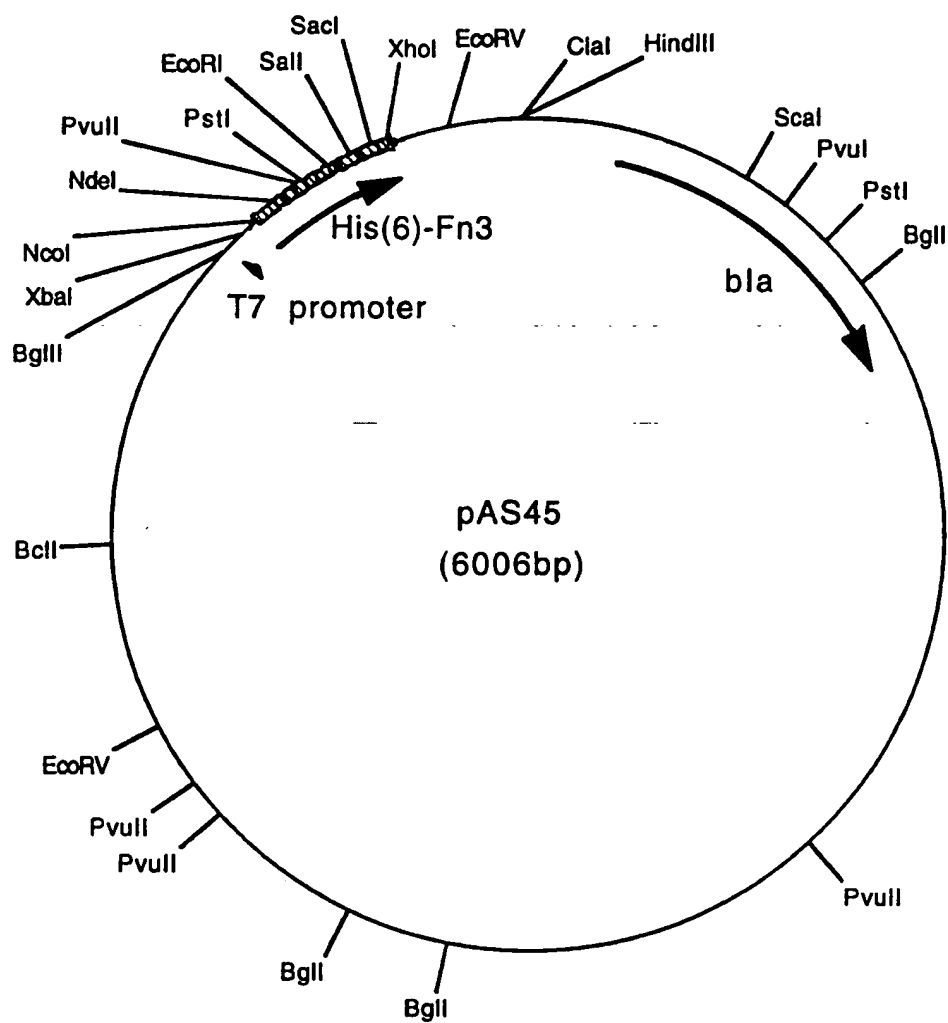 SacI
XhoI
EcoRV
ClaI
HindIII
SalI
EcoRI
PstI
PvuII
NdeI
NcoI
XbaI
BglII
ScaI
PvuI
PstI
BglI
His(6)-Fn3
T7 promoter
bla
pAS45
(6006bp)
BclI
EcoRV
PvuII
PvuII
BglI
BglI
PvuII